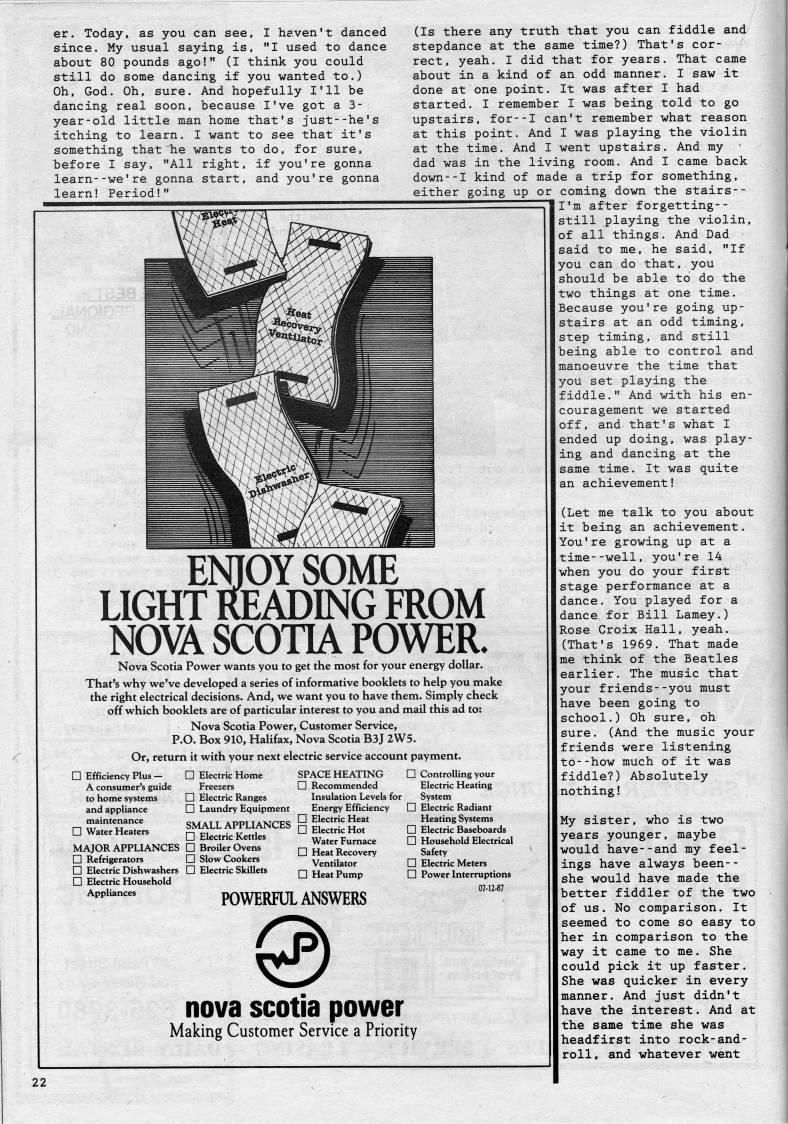 er. Today, as you can see, I haven't danced
since. My usual saying is, "I used to dance
about 80 pounds ago!" (I think you could
still do some dancing if you wanted to.)
Oh, God. Oh, sure. And hopefully I'll be
dancing real soon, because I've got a 3-
year-old little man home that's just--he's
itching to learn. I want to see that it's
something that he wants to do, for sure,
before I say, "All right, if you're gonna
learn--we're gonna start, and you're gonna
learn! Period!"
(Is there any truth that you can fiddle and
stepdance at the same time?) That's cor-
rect, yeah. I did that for years. That came
about in a kind of an odd manner. I saw it
done at one point. It was after I had
started. I remember I was being told to go
upstairs, for--I can't remember what reason
at this point. And I was playing the violin
at the time. And I went upstairs. And my
dad was in the living room. And I came back
down--I kind of made a trip for something,
either going up or coming down the stairs--
I'm after forgetting--
still playing the violin,
of all things. And Dad
said to me, he said, "If
you can do that, you
should be able to do the
two things at one time.
Because you're going up-
stairs at an odd timing,
step timing, and still
being able to control and
manoeuvre the time that
you set playing the
fiddle." And with his en-
couragement we started
off, and that's what I
ended up doing, was play-
ing and dancing at the
same time. It was quite
an achievement!
(Let me talk to you about
it being an achievement.
You're growing up at a
time--well, you're 14
when you do your first
stage performance at a
dance. You played for a
dance for Bill Lamey.)
Rose Croix Hall, yeah.
(That's 1969. That made
me think of the Beatles
earlier. The music that
your friends--you must
have been going to
school.) Oh sure, oh
sure. (And the music your
friends were listening
to--how much of it was
fiddle?) Absolutely
nothing!
My sister, who is two
years younger, maybe
would have--and my feel-
ings have always been--
she would have made the
better fiddler of the two
of us. No comparison. It
seemed to come so easy to
her in comparison to the
way it came to me. She
could pick it up faster.
She was quicker in every
manner. And just didn't
have the interest. And at
the same time she was
headfirst into rock-and-
roll, and whatever went
Electric
Heat
Heat
Recovery
Ventilator
Electric
Dishwasher
ENJOY SOME
LIGHT READING FROM
NOVA SCOTIA POWER.
Nova Scotia Power wants you to get the most for your energy dollar.
That's why we've developed a series of informative booklets to help you make
the right electrical decisions. And, we want you to have them. Simply check
off which booklets are of particular interest to you and mail this ad to:
Nova Scotia Power, Customer Service,
P.O. Box 910, Halifax, Nova Scotia B3J 2W5.
Or, return it with your next electric service account payment.
☐ Efficiency Plus —
A consumer's guide
to home systems
and appliance
maintenance
☐ Water Heaters
MAJOR APPLIANCES
☐ Refrigerators
☐ Electric Dishwashers
☐ Electric Household
Appliances
☐ Electric Home
Freezers
☐ Electric Ranges
☐ Laundry Equipment
SMALL APPLIANCES
☐ Electric Kettles
☐ Broiler Ovens
☐ Slow Cookers
☐ Electric Skillets
SPACE HEATING
☐ Recommended
Insulation Levels for
Energy Efficiency
☐ Electric Heat
☐ Electric Hot
Water Furnace
☐ Heat Recovery
Ventilator
☐ Heat Pump
☐ Controlling your
Electric Heating
System
☐ Electric Radiant
Heating Systems
☐ Electric Baseboards
☐ Household Electrical
Safety
☐ Electric Meters
☐ Power Interruptions
07-12-87
POWERFUL ANSWERS
nova scotia power
Making Customer Service a Priority
22